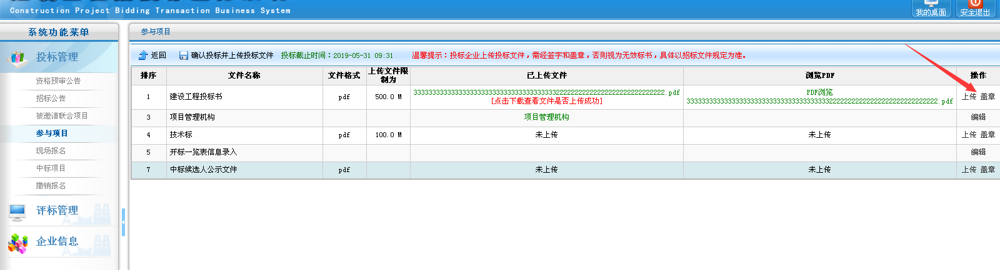 Construction Project Bidding Transaction Business System
我的桌面
安全退出
系统功能菜单
投标管理
资格预审公告
招标公告
被邀请联合项目
参与项目
现场报名
中标项目
撤销报名
评标管理
企业信息
参与项目
返回 确认投标并上传投标文件 投标截止时间：2019-05-31 09:31 温馨提示：投标企业上传投标文件，需经签字和盖章，否则视为无效标书，具体以招标文件规定为准。
排序 文件名称 文件格式 上传文件限制为 已上传文件 浏览PDF 操作
1 建设工程投标书 pdf 500.0 M
[点击下载查看文件是否上传成功]
PDF浏览
上传 盖章
3 项目管理机构 项目管理机构 编辑
4 技术标 pdf 100.0 M 未上传 未上传 上传 盖章
5 开标一览表信息录入 编辑
7 中标候选人公示文件 pdf 未上传 未上传 上传 盖章